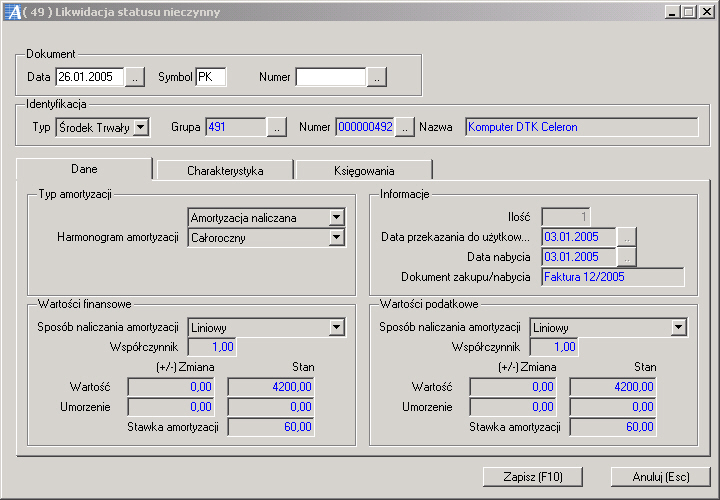 A ( 49 ) Likwidacja statusu nieczynny
Dokument
Data 26.01.2005 .. Symbol PK Numer ..
Identyfikacja
Typ Środek Trwały Grupa 491 .. Numer 000000492 .. Nazwa Komputer DTK Celeron
Dane Charakterystyka Księgowania
Typ amortyzacji
Amortyzacja naliczana
Harmonogram amortyzacji Całoroczny
Informacje
Ilość 1
Data przekazania do użytkow... 03.01.2005 ..
Data nabycia 03.01.2005 ..
Dokument zakupu/nabycia Faktura 12/2005
Wartości finansowe
Sposób naliczania amortyzacji Liniowy
Współczynnik 1,00
(+/-) Zmiana Stan
Wartość 0,00 4200,00
Umorzenie 0,00 0,00
Stawka amortyzacji 60,00
Wartości podatkowe
Sposób naliczania amortyzacji Liniowy
Współczynnik 1,00
(+/-) Zmiana Stan
Wartość 0,00 4200,00
Umorzenie 0,00 0,00
Stawka amortyzacji 60,00
Zapisz (F10) Anuluj (Esc)